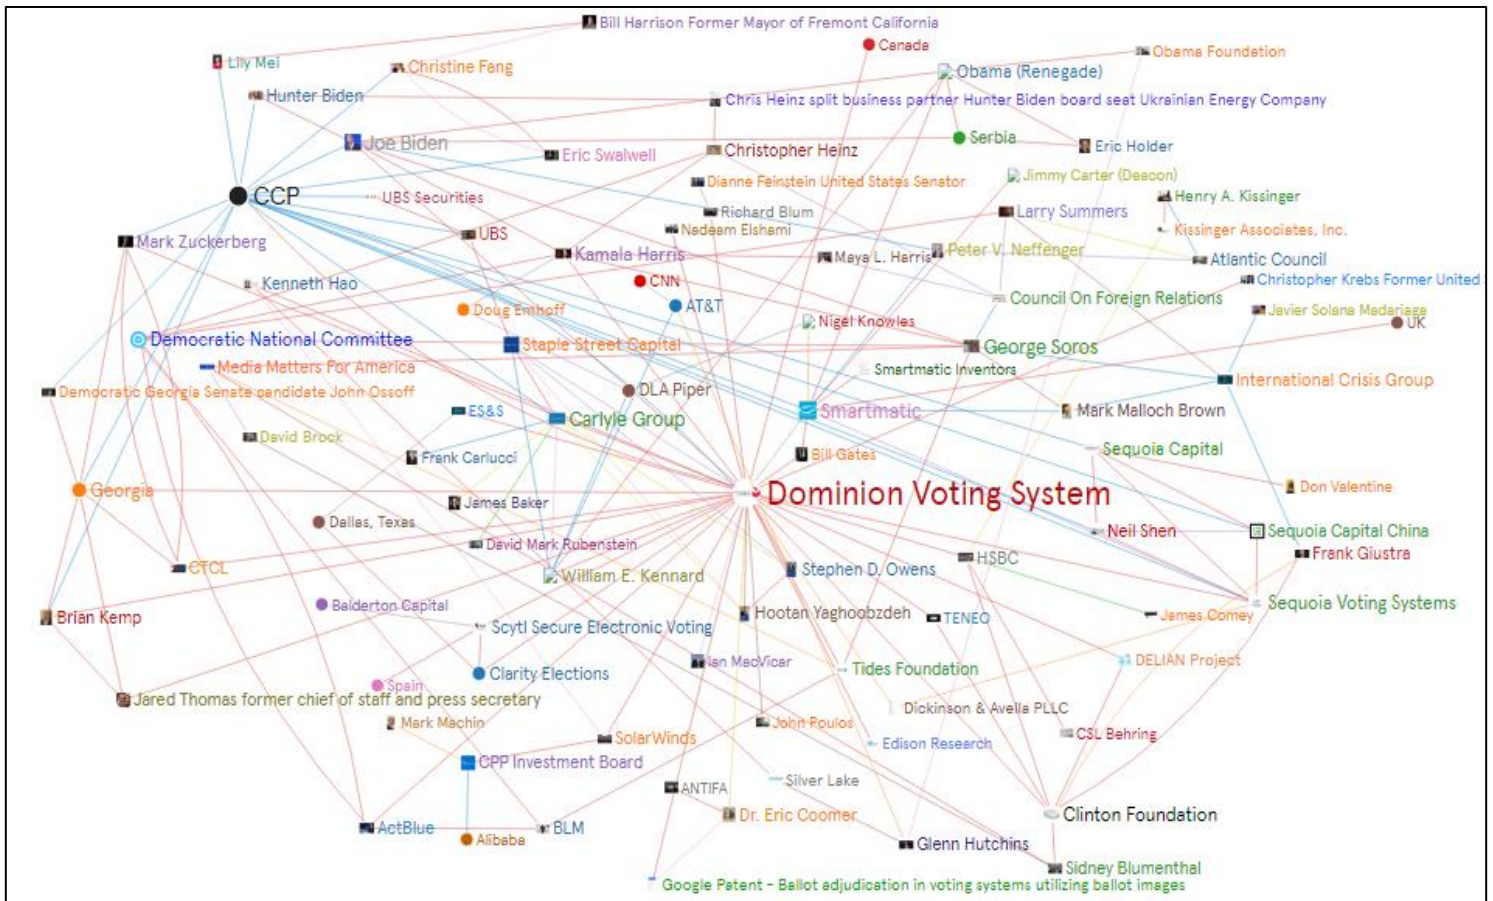 Bill Harrison Former Mayor of Fremont California
Canada
Obama Foundation
Lily Mei
Christine Fang
Obama (Renegade)
Hunter Biden
Chris Heinz split business partner Hunter Biden board seat Ukrainian Energy Company
Joe Biden
Serbia
Eric Holder
Eric Swalwell
Christopher Heinz
Jimmy Carter (Deacon)
Dianne Feinstein United States Senator
CCP
UBS Securities
Henry A. Kissinger
Richard Blum
Larry Summers
Nadeam Elshami
Kissinger Associates, Inc.
UBS
Mark Zuckerberg
Kamala Harris
Maya L. Harris
Peter V. Neffenger
Atlantic Council
CNN
Christopher Krebs Former United
Kenneth Hao
Council On Foreign Relations
AT&T
Doug Emhoff
Javier Solana Madariaga
Nigel Knowles
UK
Democratic National Committee
Staple Street Capital
George Soros
Media Matters For America
Smartmatic Inventors
International Crisis Group
Democratic Georgia Senate candidate John Ossoff
DLA Piper
ES&S
Carlyle Group
Smartmatic
Mark Malloch Brown
David Brock
Frank Carlucci
Bill Gates
Sequoia Capital
Georgia
Dominion Voting System
Don Valentine
James Baker
Dallas, Texas
Neil Shen
Sequoia Capital China
David Mark Rubenstein
HSBC
Frank Giustra
CTCL
William E. Kennard
Stephen D. Owens
Balderton Capital
Hootan Yaghoobzdeh
TENEO
James Comey
Sequoia Voting Systems
Brian Kemp
Scytl Secure Electronic Voting
Ian MacVicar
Tides Foundation
DELIAN Project
Clarity Elections
Spain
Jared Thomas former chief of staff and press secretary
Dickinson & Avella PLLC
Mark Machin
John Poulos
CSL Behring
SolarWinds
Edison Research
CPP Investment Board
Silver Lake
ANTIFA
Dr. Eric Coomer
Clinton Foundation
ActBlue
BLM
Alibaba
Glenn Hutchins
Sidney Blumenthal
Google Patent - Ballot adjudication in voting systems utilizing ballot images